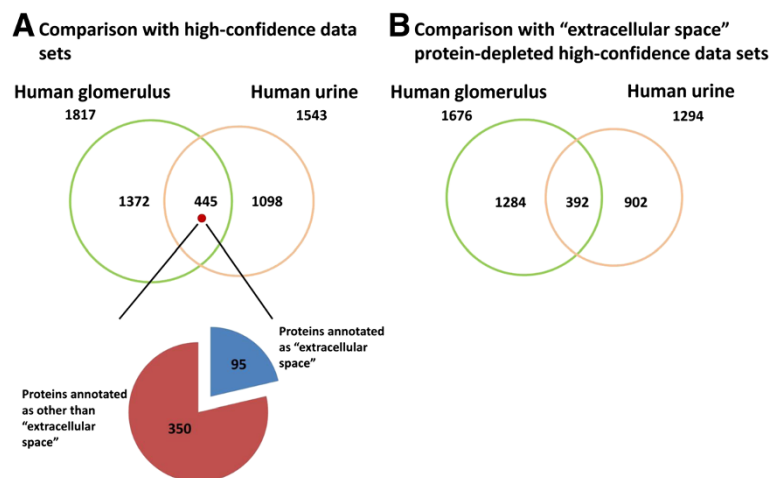 A Comparison with high-confidence data
sets
Human glomerulus
1817
Human urine
1543
1372
445
1098
Proteins annotated
as "extracellular
space"
95
Proteins annotated
as other than
"extracellular
space"
350
B Comparison with “extracellular space”
protein-depleted high-confidence data sets
Human glomerulus
1676
Human urine
1294
1284
392
902